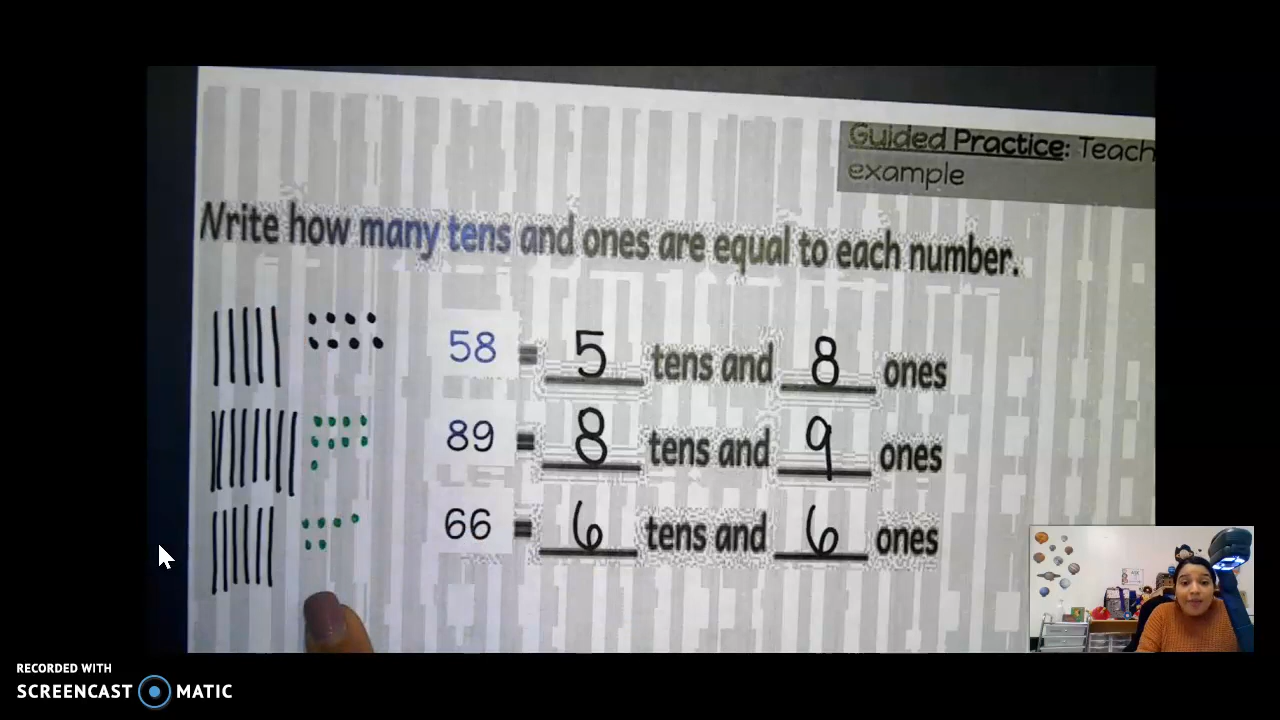 Guided Practice: Teach
example
Write how many tens and ones are equal to each number.
58 = 5 tens and 8 ones
89 = 8 tens and 9 ones
66 = 6 tens and 6 ones
RECORDED WITH
SCREENCAST MATIC